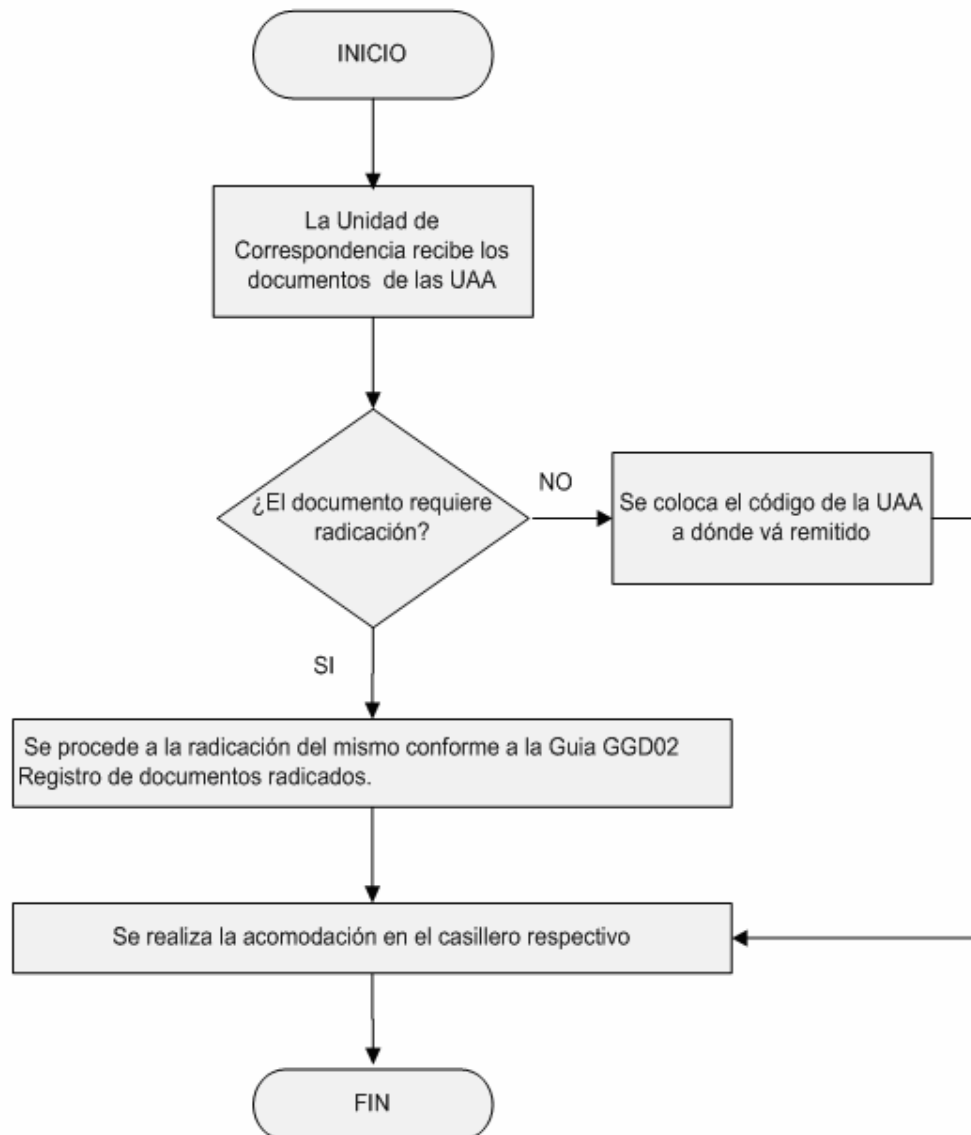 INICIO
La Unidad de
Correspondencia recibe los
documentos de las UAA
¿El documento requiere
radicación?
NO
Se coloca el código de la UAA
a dónde vá remitido
SI
Se procede a la radicación del mismo conforme a la Guia GGD02
Registro de documentos radicados.
Se realiza la acomodación en el casillero respectivo
FIN